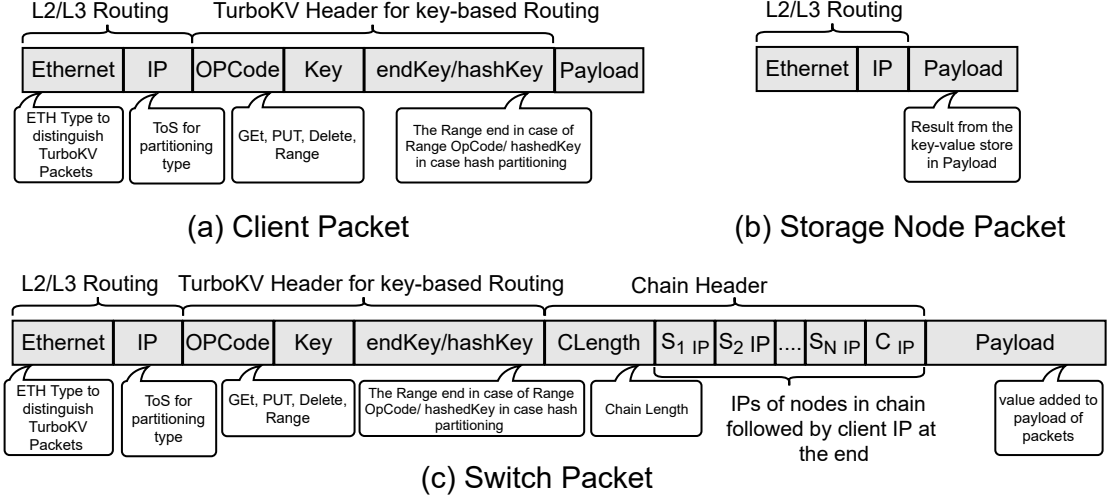 L2/L3 Routing
TurboKV Header for key-based Routing
Ethernet
IP
OPCode
Key
endKey/hashKey
Payload
ETH Type to
distinguish
TurboKV
Packets
ToS for
partitioning
type
GEt, PUT, Delete,
Range
The Range end in case of
Range OpCode/ hashedKey
in case hash partitioning
(a) Client Packet
L2/L3 Routing
Ethernet
IP
Payload
Result from the
key-value store
in Payload
(b) Storage Node Packet
L2/L3 Routing
TurboKV Header for key-based Routing
Chain Header
Ethernet
IP
OPCode
Key
endKey/hashKey
CLength
S1 IP
S2 IP
....
SN IP
C IP
Payload
ETH Type to
distinguish
TurboKV
Packets
ToS for
partitioning
type
GEt, PUT, Delete,
Range
The Range end in case of Range
OpCode/ hashedKey in case hash
partitioning
Chain Length
IPs of nodes in chain
followed by client IP at
the end
value added to
payload of
packets
(c) Switch Packet